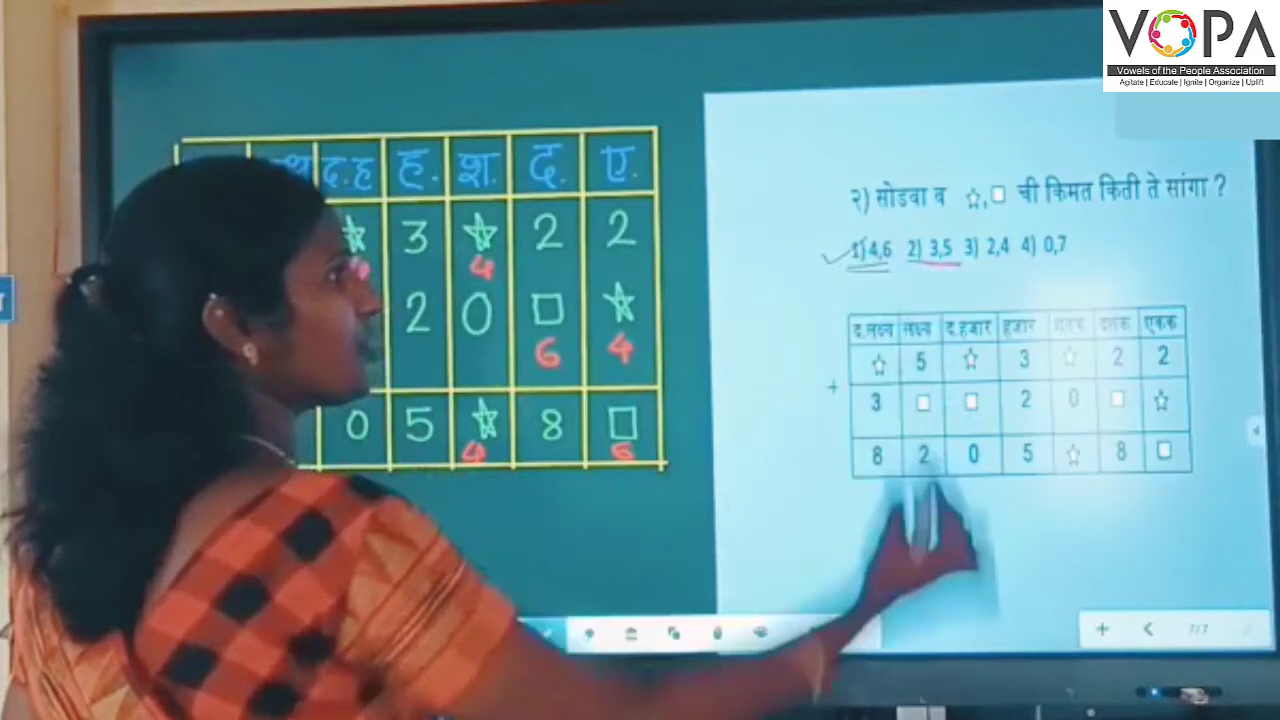 VOPA
Vowels of the People Association
Agitate | Educate | Ignite | Organize | Uplift
द.ह ह. श. द. ए.
☆ 3 ☆ 2 2
4
2 0 □ ☆
6 4
0 5 ☆ 8 □
4 6
२) सोडवा व ☆,□ ची किमत किती ते सांगा ?
1) 4,6 2) 3,5 3) 2,4 4) 0,7
द.लक्ष लक्ष द.हजार हजार शतक दशक एकक
☆ 5 ☆ 3 ☆ 2 2
+ 3 □ □ 2 0 □ ☆
8 2 0 5 ☆ 8 □
7/7